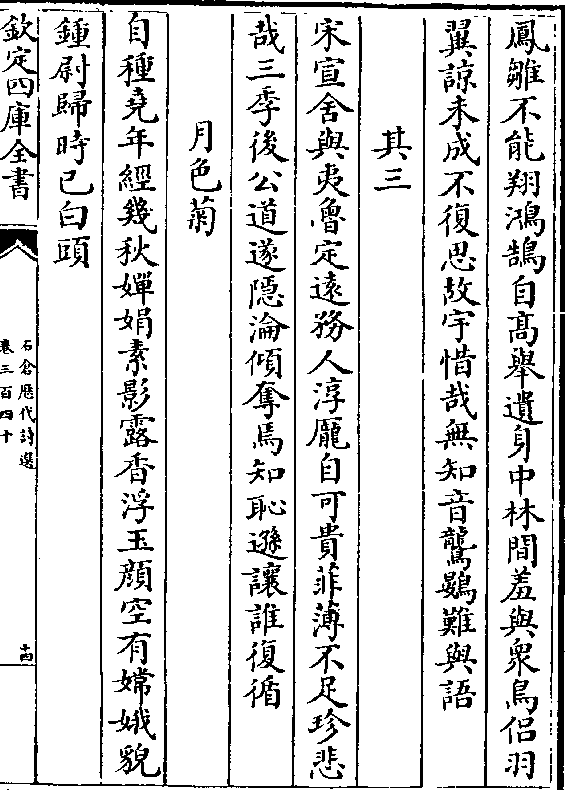 鳳雛不能翔鴻鵠自髙舉遺身中林間羞與衆鳥侣羽
翼諒未成不復思故宇惜哉無知音鷽鷃難與語
其三
宋宣舍與夷魯定遠務人淳龎自可貴菲薄不足珍悲
哉三季後公道遂隱淪傾奪焉知恥遜讓誰復循
月色菊
自種堯年經幾秋嬋娟素影露香浮玉顔空有嫦娥貌
鍾尉歸時已白頭
欽定四庫全書
石倉歴代詩選
卷三百四十
十四